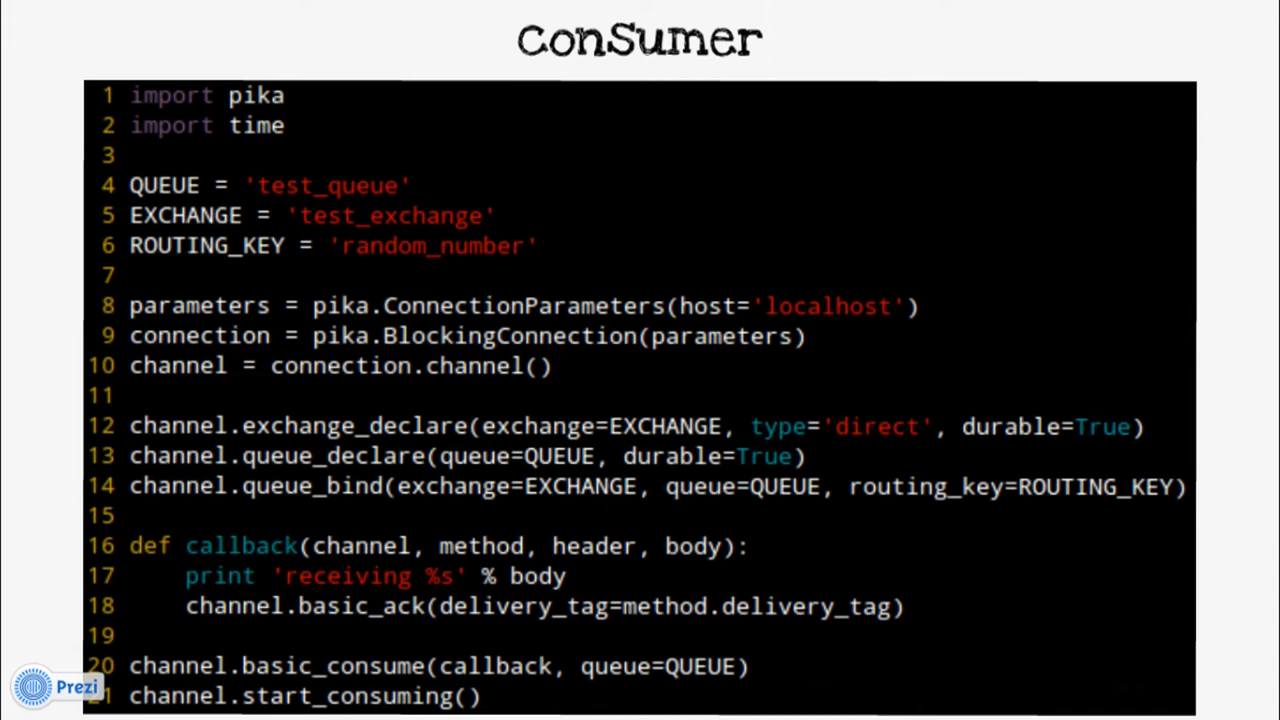 conSumer
1 import pika
2 import time
3
4 QUEUE = 'test_queue'
5 EXCHANGE = 'test_exchange'
6 ROUTING_KEY = 'random_number'
7
8 parameters = pika.ConnectionParameters(host='localhost')
9 connection = pika.BlockingConnection(parameters)
10 channel = connection.channel()
11
12 channel.exchange_declare(exchange=EXCHANGE, type='direct', durable=True)
13 channel.queue_declare(queue=QUEUE, durable=True)
14 channel.queue_bind(exchange=EXCHANGE, queue=QUEUE, routing_key=ROUTING_KEY)
15
16 def callback(channel, method, header, body):
17     print 'receiving %s' % body
18     channel.basic_ack(delivery_tag=method.delivery_tag)
19
20 channel.basic_consume(callback, queue=QUEUE)
21 channel.start_consuming()
Prezi